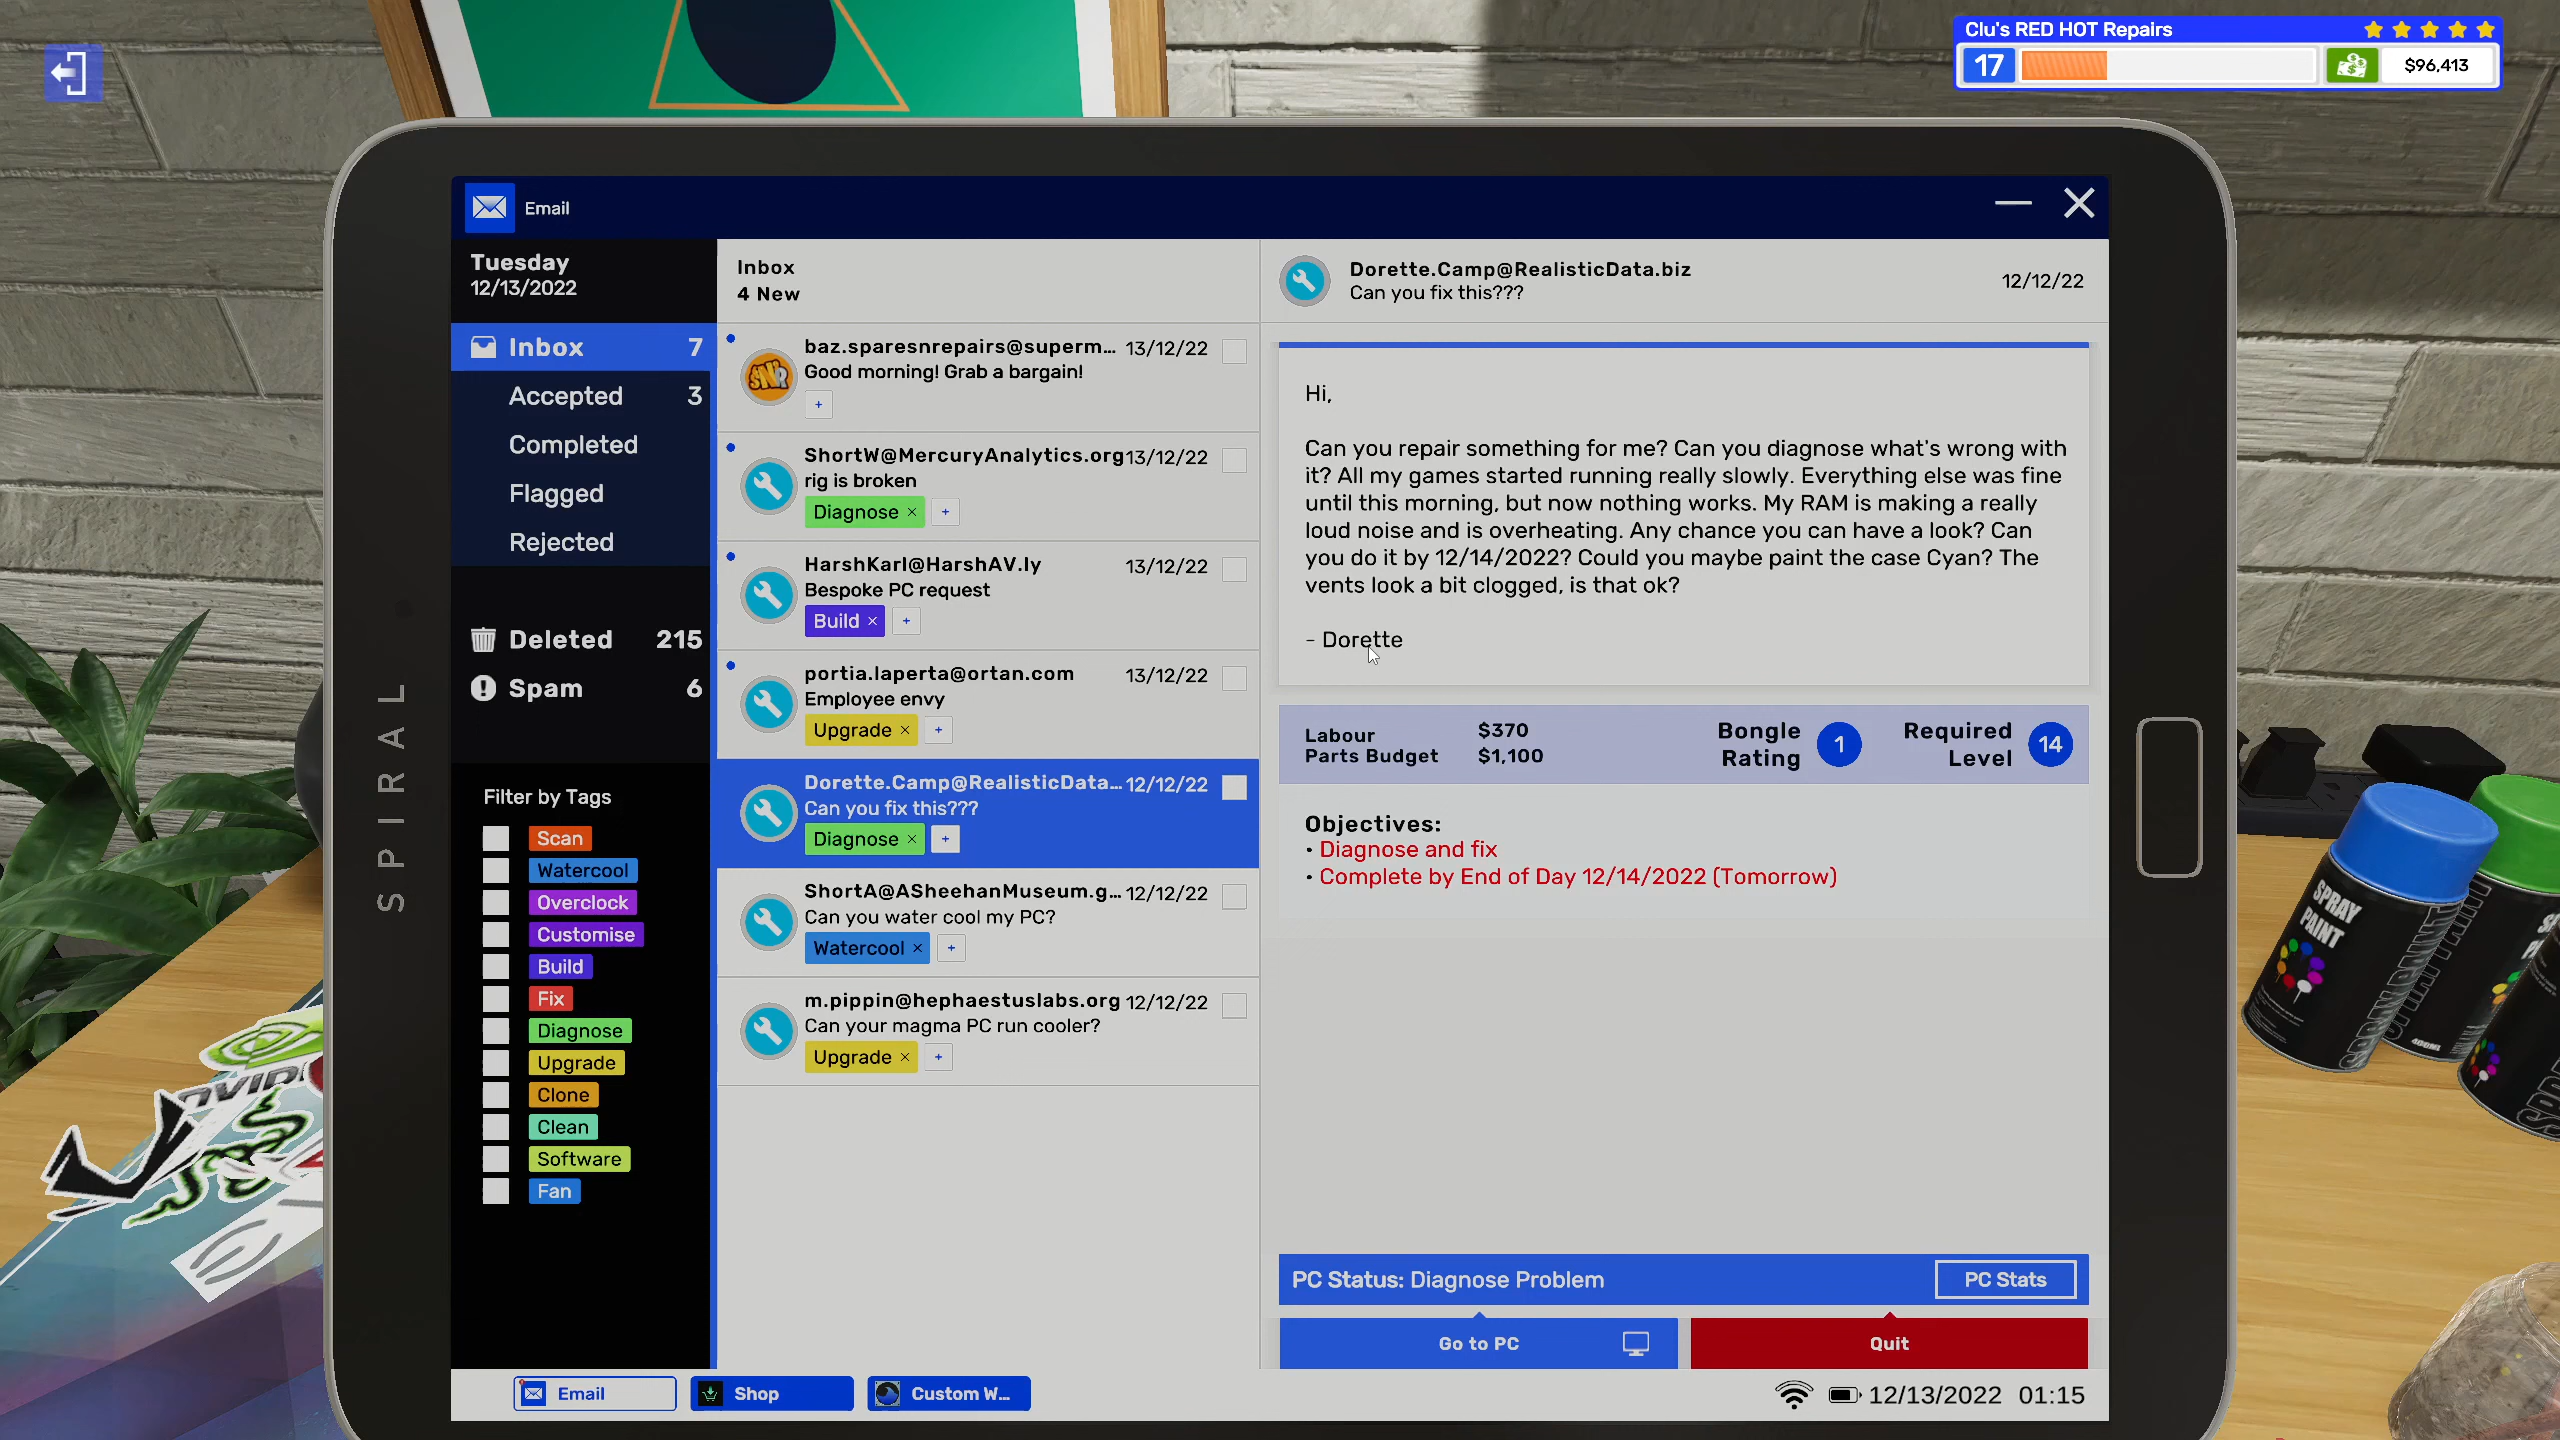 Clu's RED HOT Repairs
17
$96,413
Email
Tuesday
12/13/2022
Inbox 7
Accepted 3
Completed
Flagged
Rejected
Deleted 215
Spam 6
Filter by Tags
Scan
Watercool
Overclock
Customise
Build
Fix
Diagnose
Upgrade
Clone
Clean
Software
Fan
Inbox
4 New
baz.sparesnrepairs@superm... 13/12/22
Good morning! Grab a bargain!
+
SNR
ShortW@MercuryAnalytics.org 13/12/22
rig is broken
Diagnose × +
HarshKarl@HarshAV.ly 13/12/22
Bespoke PC request
Build × +
portia.laperta@ortan.com 13/12/22
Employee envy
Upgrade × +
Dorette.Camp@RealisticData... 12/12/22
Can you fix this???
Diagnose × +
ShortA@ASheehanMuseum.g... 12/12/22
Can you water cool my PC?
Watercool × +
m.pippin@hephaestuslabs.org 12/12/22
Can your magma PC run cooler?
Upgrade × +
Dorette.Camp@RealisticData.biz
Can you fix this???
12/12/22
Hi,
Can you repair something for me? Can you diagnose what's wrong with
it? All my games started running really slowly. Everything else was fine
until this morning, but now nothing works. My RAM is making a really
loud noise and is overheating. Any chance you can have a look? Can
you do it by 12/14/2022? Could you maybe paint the case Cyan? The
vents look a bit clogged, is that ok?
- Dorette
Labour $370
Parts Budget $1,100
Bongle
Rating
1
Required
Level
14
Objectives:
• Diagnose and fix
• Complete by End of Day 12/14/2022 (Tomorrow)
PC Status: Diagnose Problem
PC Stats
Go to PC
Quit
Email
Shop
Custom W...
12/13/2022 01:15
SPIRAL
SPRAY
PAINT
400ml